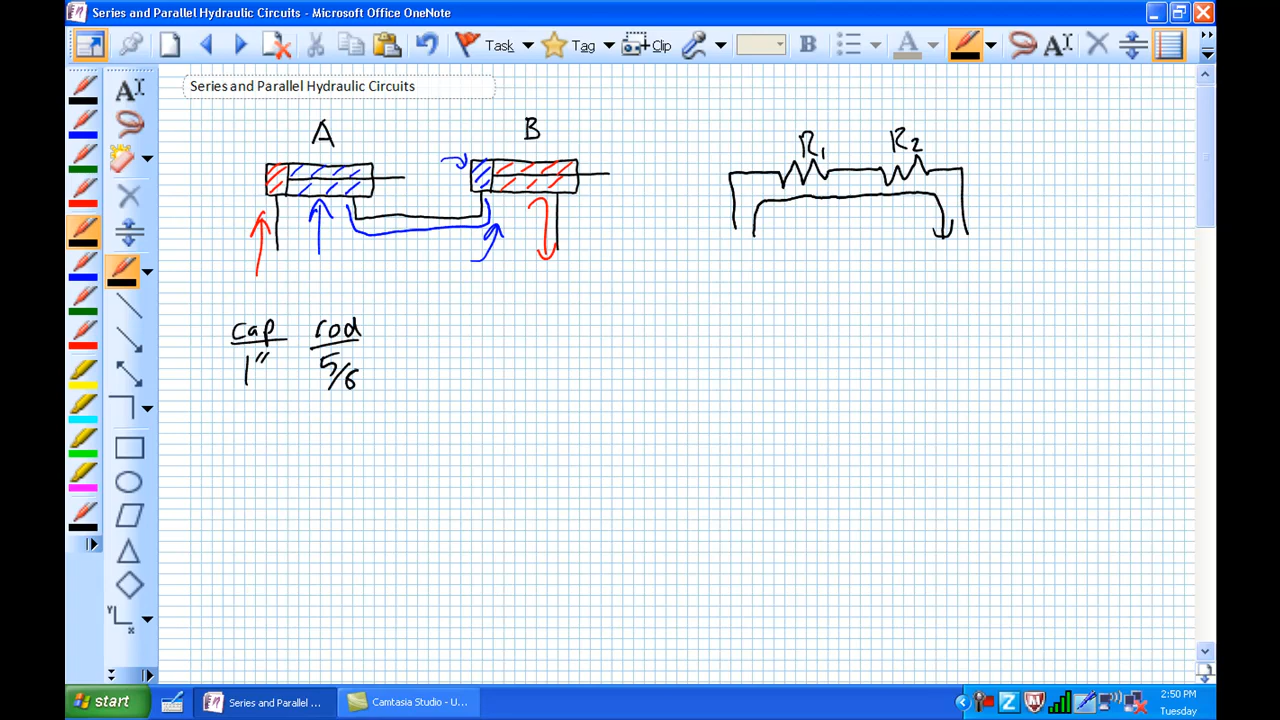 Series and Parallel Hydraulic Circuits - Microsoft Office OneNote
Task Tag Clip B A A
A
Series and Parallel Hydraulic Circuits
A B R1 R2
cap rod
1" 5/6
start Series and Parallel ... Camtasia Studio - U... Z 2:50 PM
Tuesday